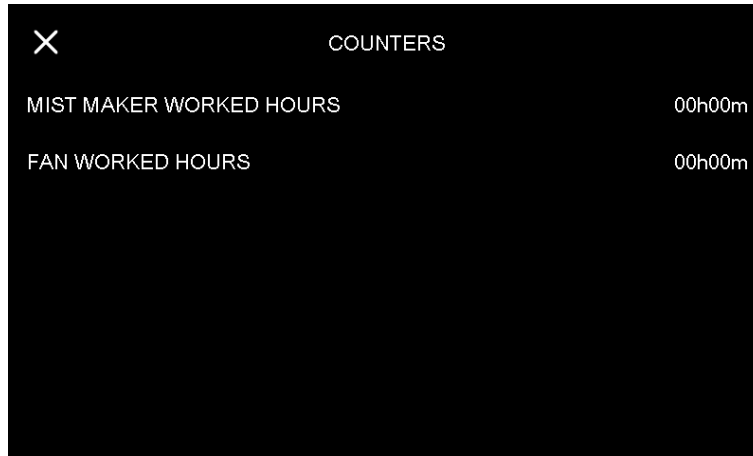 COUNTERS
MIST MAKER WORKED HOURS 00h00m
FAN WORKED HOURS 00h00m